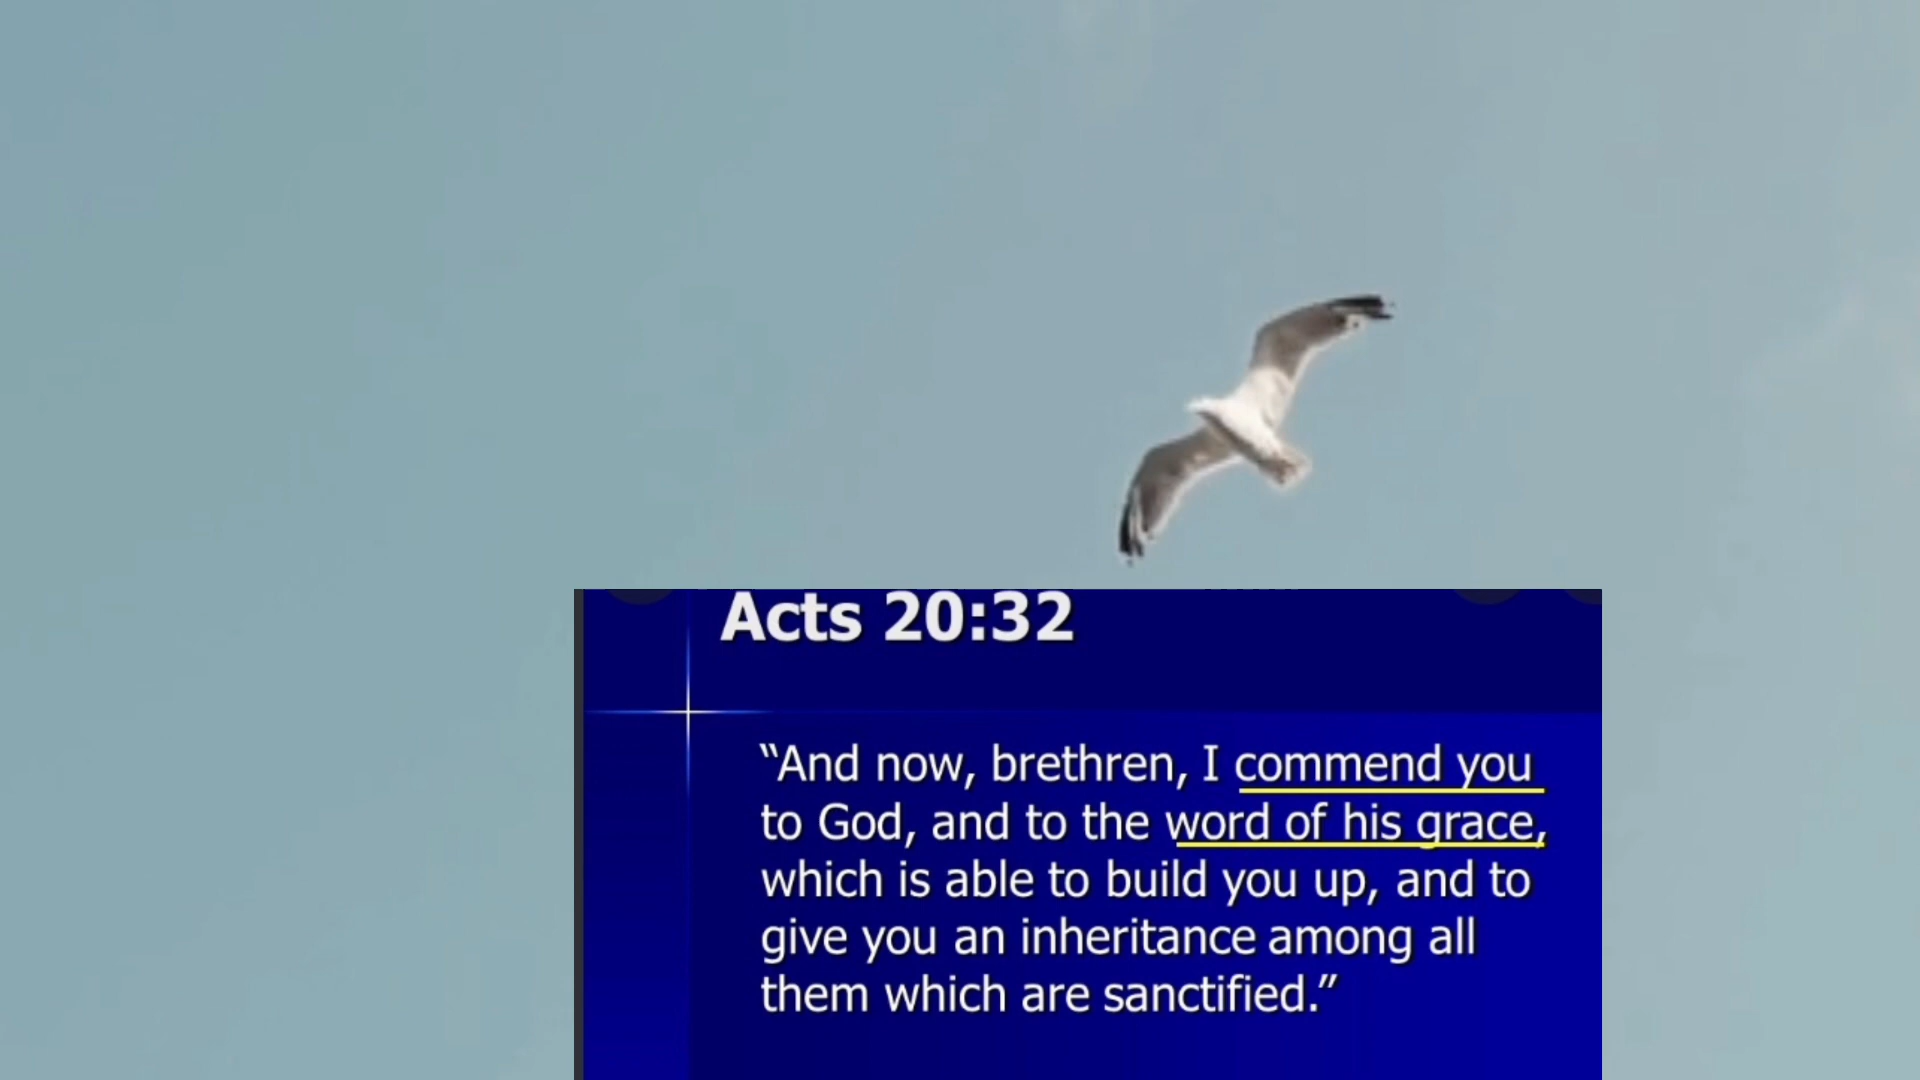 Acts 20:32
“And now, brethren, I commend you
to God, and to the word of his grace,
which is able to build you up, and to
give you an inheritance among all
them which are sanctified.”